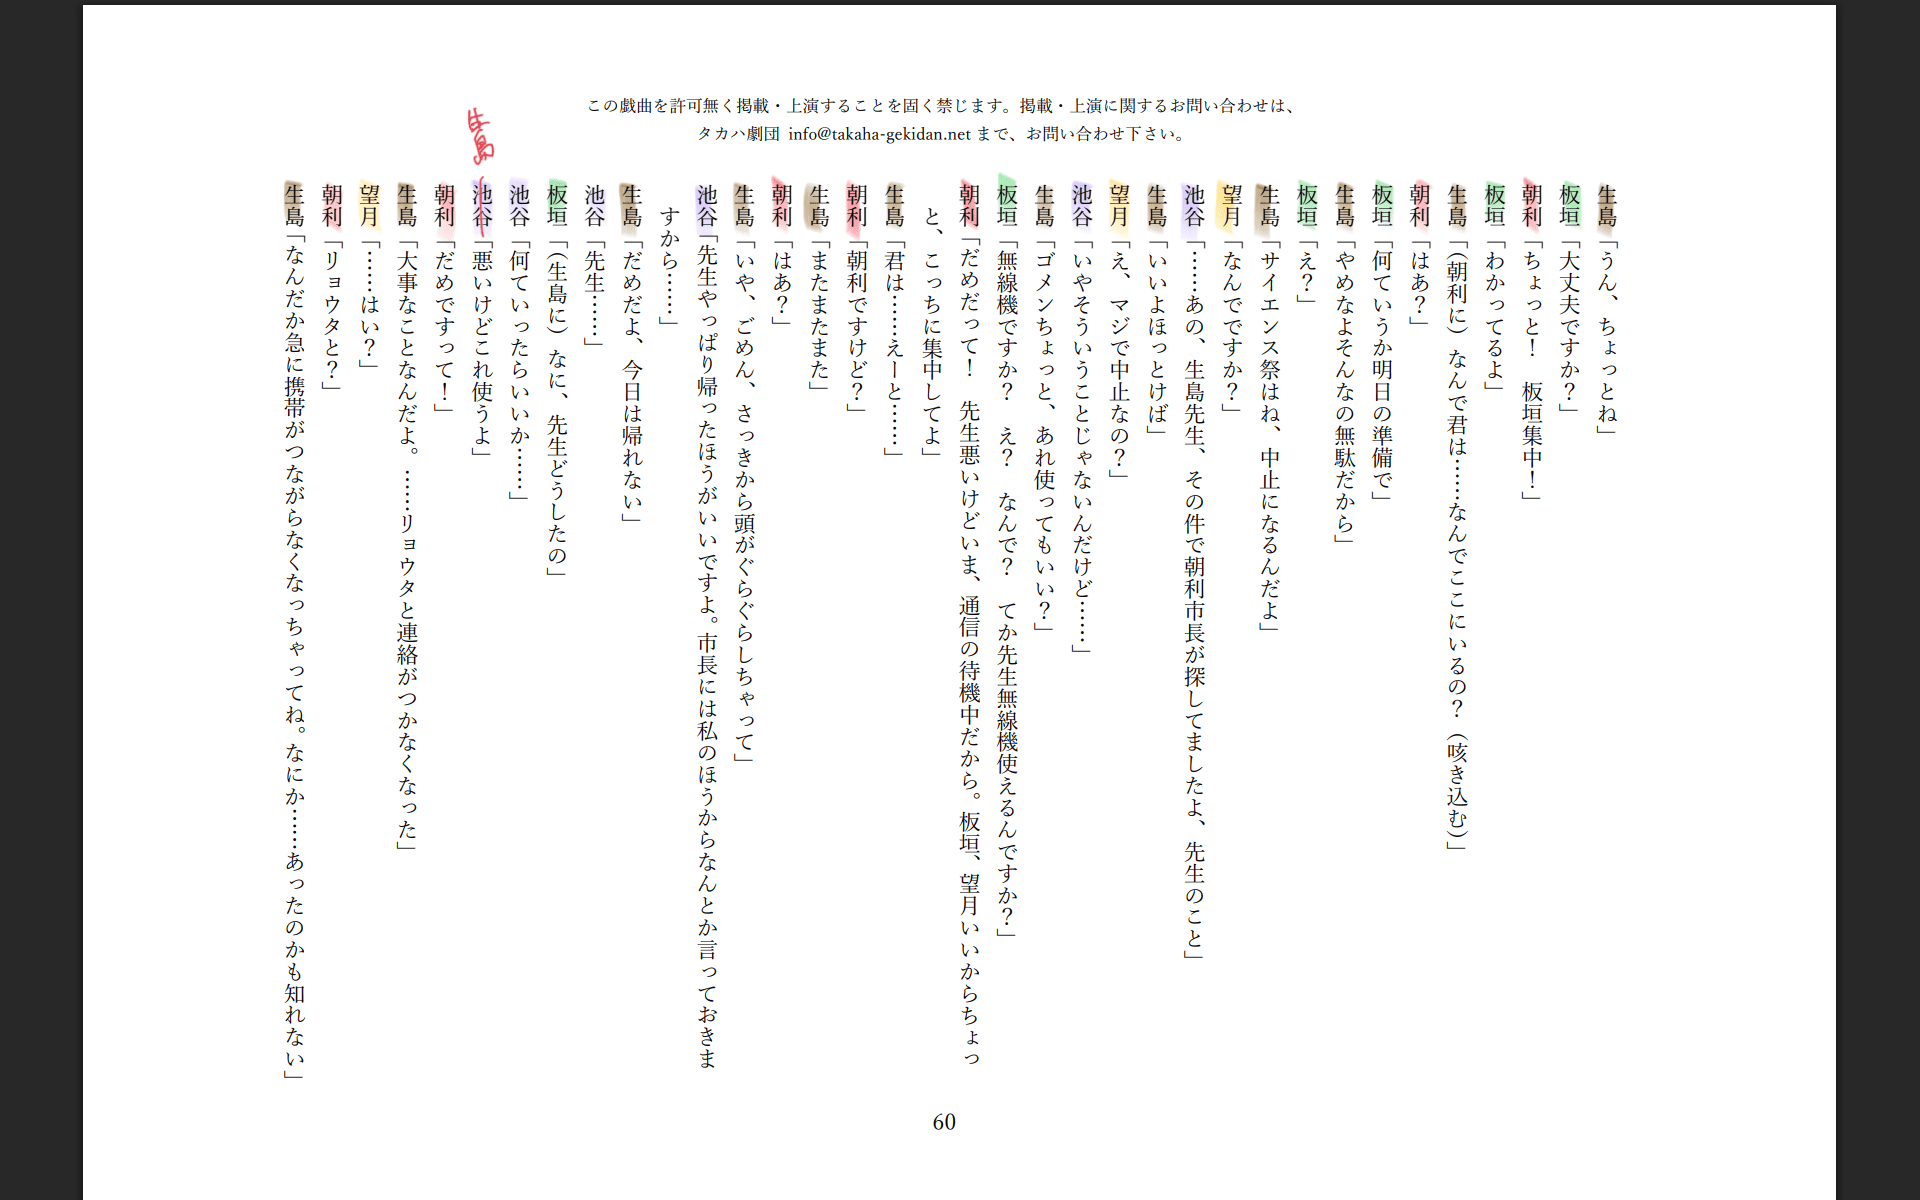 この戯曲を許可無く掲載・上演することを固く禁じます。掲載・上演に関するお問い合わせは、
タカハ劇団 info@takaha-gekidan.net まで、お問い合わせ下さい。
生島「うん、ちょっとね」
板垣「大丈夫ですか？」
朝利「ちょっと！　板垣集中！」
板垣「わかってるよ」
生島「（朝利に）なんで君は……なんでここにいるの？（咳き込む）」
朝利「はあ？」
板垣「何ていうか明日の準備で」
生島「やめなよそんなの無駄だから」
板垣「え？」
生島「サイエンス祭はね、中止になるんだよ」
望月「なんでですか？」
池谷「……あの、生島先生、その件で朝利市長が探してましたよ、先生のこと」
生島「いいよほっとけば」
望月「え、マジで中止なの？」
池谷「いやそういうことじゃないんだけど……」
生島「ゴメンちょっと、あれ使ってもいい？」
板垣「無線機ですか？　え？　なんで？　てか先生無線機使えるんですか？」
朝利「だめだって！　先生悪いけどいま、通信の待機中だから。板垣、望月いいからちょっ
と、こっちに集中してよ」
生島「君は……えーと……」
朝利「朝利ですけど？」
生島「またまたまた」
朝利「はあ？」
生島「いや、ごめん、さっきから頭がぐらぐらしちゃって」
池谷「先生やっぱり帰ったほうがいいですよ。市長には私のほうからなんとか言っておきま
すから……」
生島「だめだよ、今日は帰れない」
池谷「先生……」
板垣「（生島に）なに、先生どうしたの」
池谷「何ていったらいいか……」
生島
池谷「悪いけどこれ使うよ」
朝利「だめですって！」
生島「大事なことなんだよ。……リョウタと連絡がつかなくなった」
望月「……はい？」
朝利「リョウタと？」
生島「なんだか急に携帯がつながらなくなっちゃってね。なにか……あったのかも知れない」
60